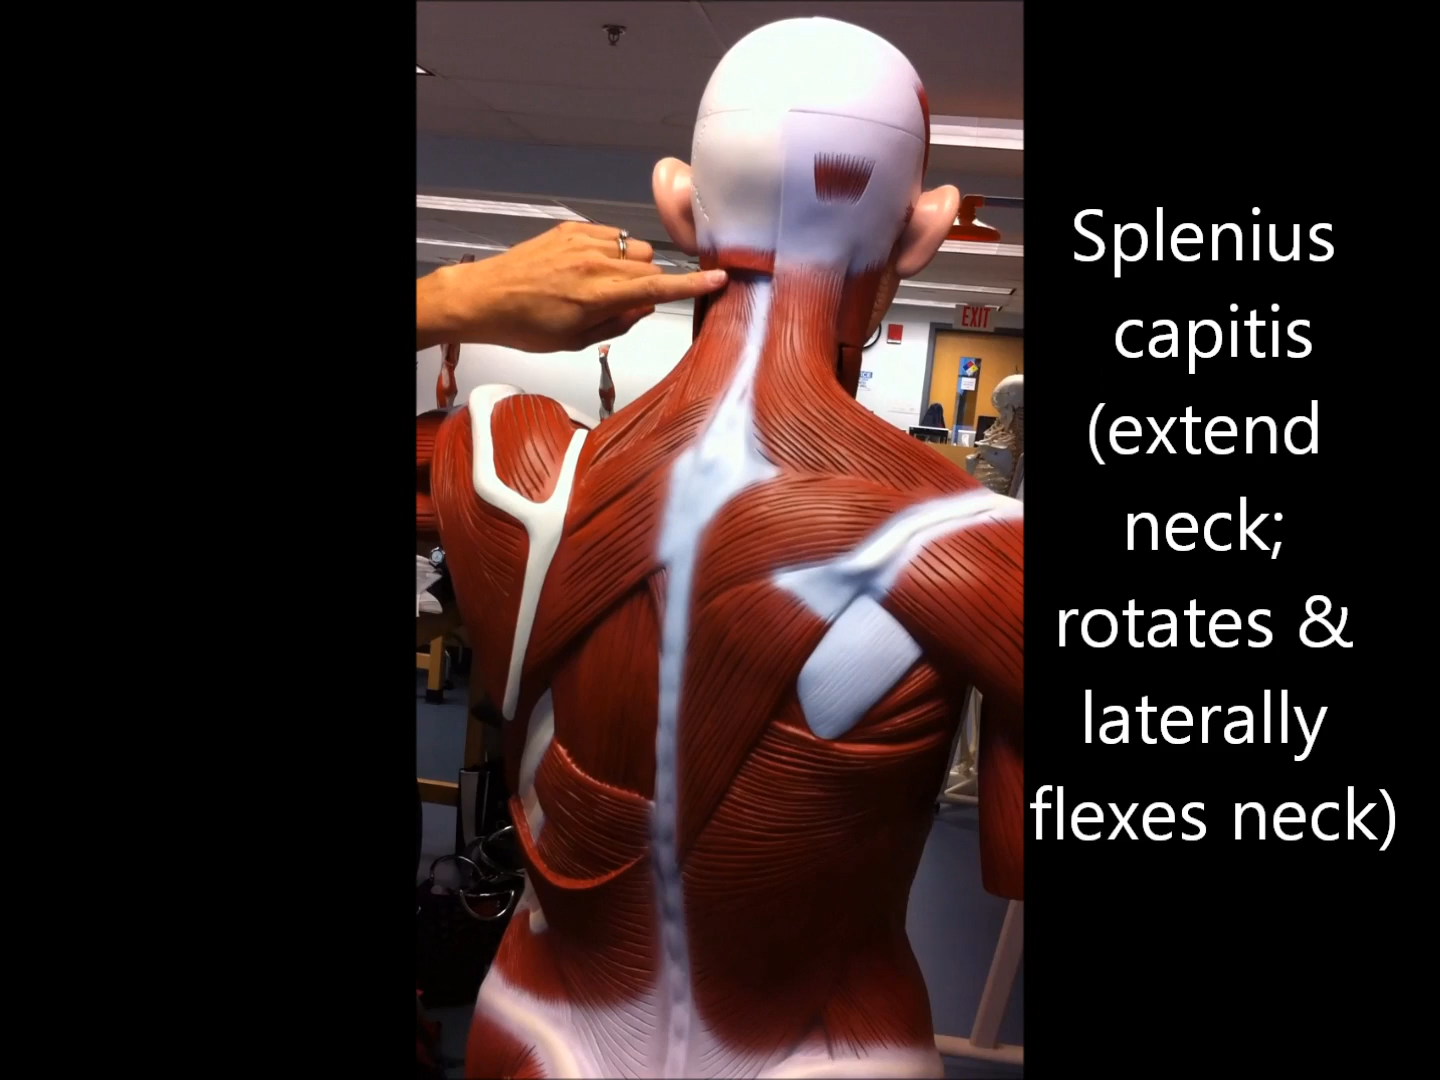 Splenius
capitis
(extend
neck;
rotates &
laterally
flexes neck)
EXIT